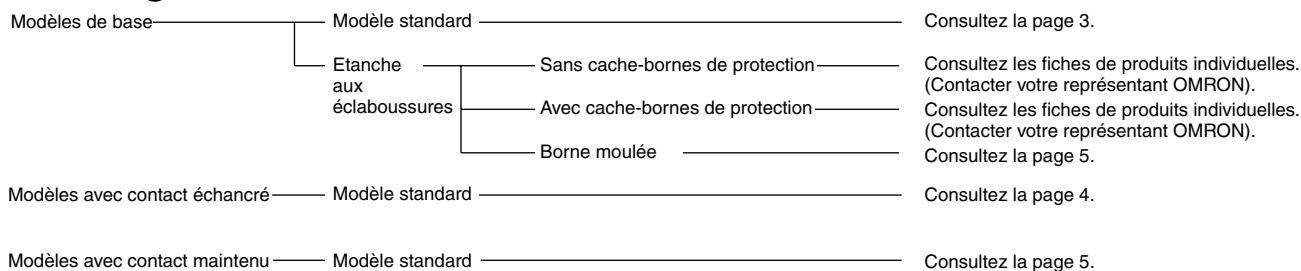 Modèles de base Modèle standard Consultez la page 3.
Etanche aux éclaboussures Sans cache-bornes de protection Consultez les fiches de produits individuelles.
(Contacter votre représentant OMRON).
Avec cache-bornes de protection Consultez les fiches de produits individuelles.
(Contacter votre représentant OMRON).
Borne moulée Consultez la page 5.
Modèles avec contact échancré Modèle standard Consultez la page 4.
Modèles avec contact maintenu Modèle standard Consultez la page 5.